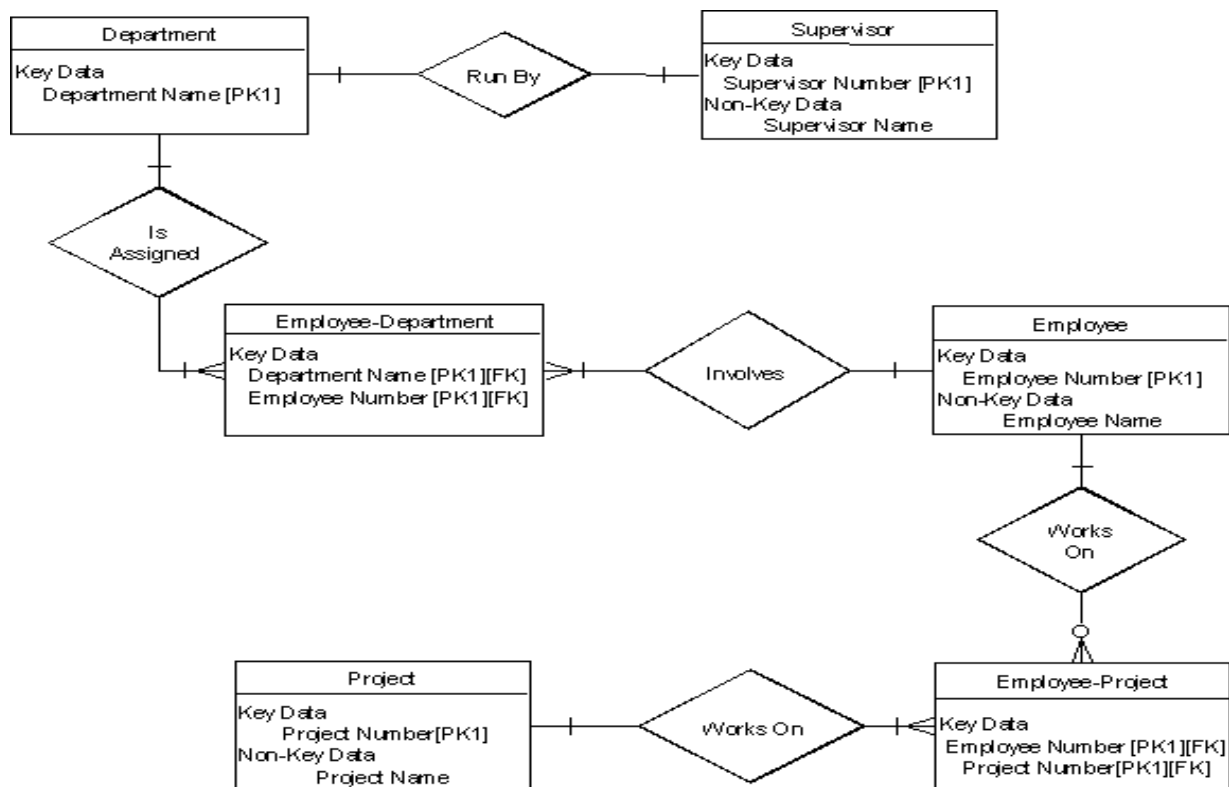 Department
Key Data
Department Name [PK1]
Run By
Supervisor
Key Data
Supervisor Number [PK1]
Non-Key Data
Supervisor Name
Is
Assigned
Employee-Department
Key Data
Department Name [PK1][FK]
Employee Number [PK1][FK]
Involves
Employee
Key Data
Employee Number [PK1]
Non-Key Data
Employee Name
Works
On
Project
Key Data
Project Number[PK1]
Non-Key Data
Project Name
Works On
Employee-Project
Key Data
Employee Number [PK1][FK]
Project Number[PK1][FK]